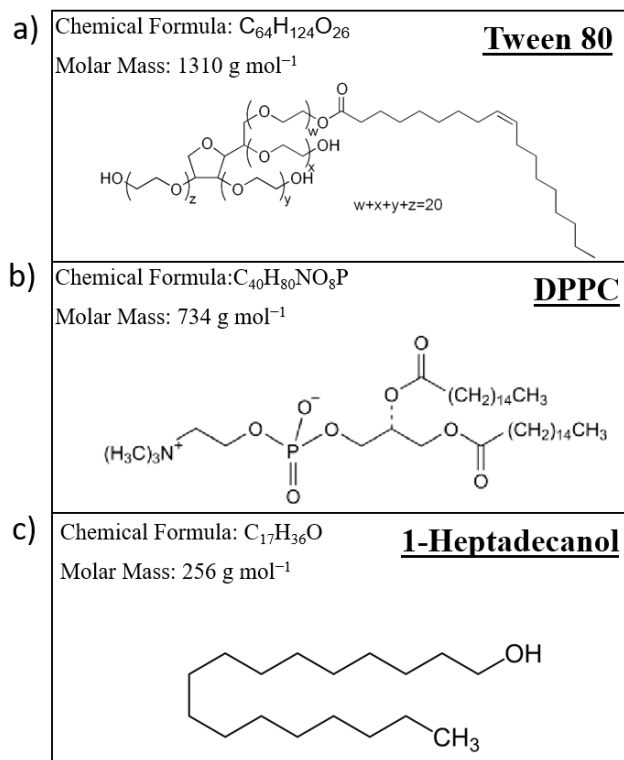 a)
Chemical Formula: C₆₄H₁₂₄O₂₆
Tween 80
Molar Mass: 1310 g mol⁻¹
O
O
w
O
O
O
OH
x
HO
O
z
O
OH
y
w+x+y+z=20
b)
Chemical Formula:C₄₀H₈₀NO₈P
DPPC
Molar Mass: 734 g mol⁻¹
O
(CH₂)₁₄CH₃
O⁻
O
O
O
O
(CH₂)₁₄CH₃
(H₃C)₃N⁺
P
O
O
c)
Chemical Formula: C₁₇H₃₆O
1-Heptadecanol
Molar Mass: 256 g mol⁻¹
OH
CH₃